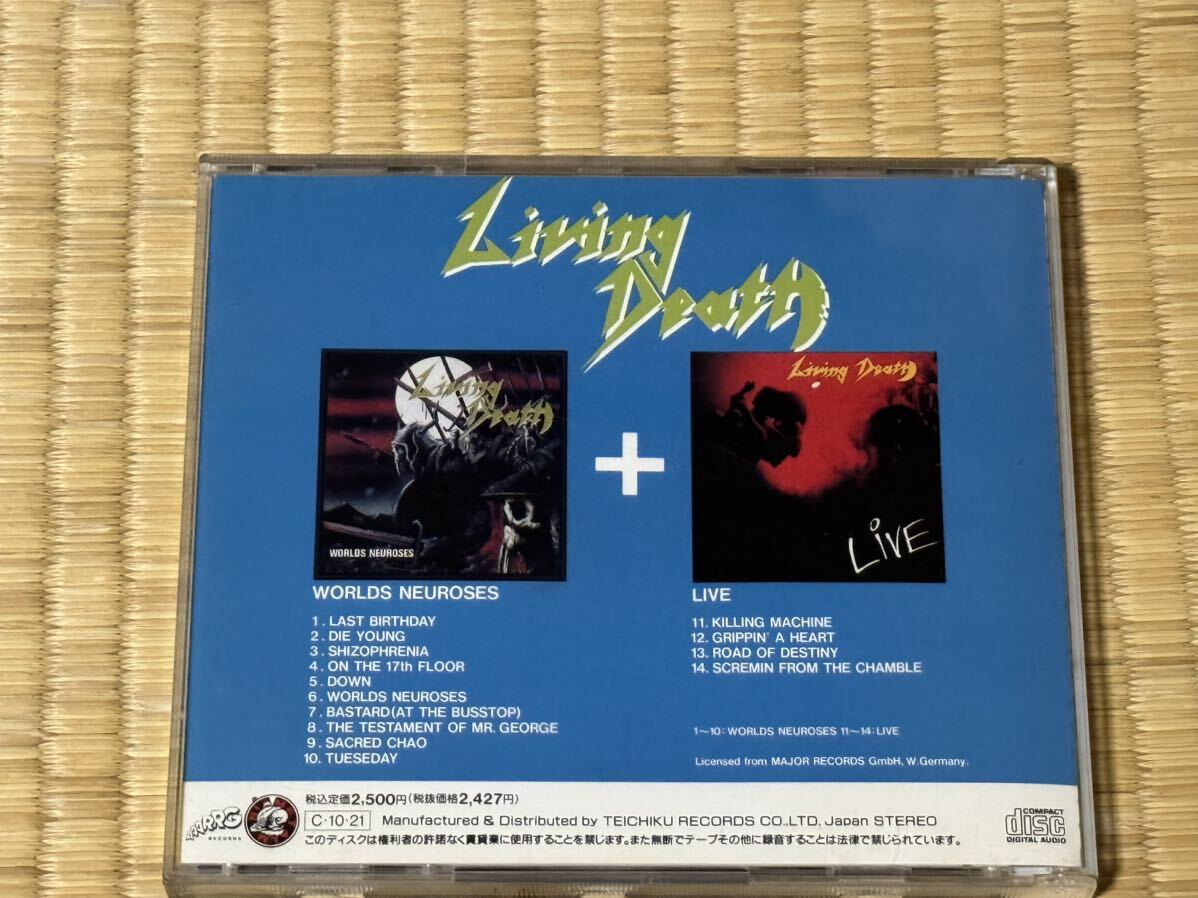 Living
Death
Living
Death
WORLDS NEUROSES
+
Living Death
LiVE
WORLDS NEUROSES
1. LAST BIRTHDAY
2. DIE YOUNG
3. SHIZOPHRENIA
4. ON THE 17th FLOOR
5. DOWN
6. WORLDS NEUROSES
7. BASTARD(AT THE BUSSTOP)
8. THE TESTAMENT OF MR. GEORGE
9. SACRED CHAO
10. TUESEDAY
LIVE
11. KILLING MACHINE
12. GRIPPIN' A HEART
13. ROAD OF DESTINY
14. SCREMIN FROM THE CHAMBLE
1〜10:WORLDS NEUROSES 11〜14:LIVE
Licensed from MAJOR RECORDS GmbH, W.Germany.
AAARRRG
RECORDS
税込定価2,500円(税抜価格2,427円)
C・10・21 Manufactured & Distributed by TEICHIKU RECORDS CO.,LTD. Japan STEREO
このディスクは権利者の許諾なく賃貸業に使用することを禁じます。また無断でテープその他に録音することは法律で禁じられています。
COMPACT
disc
DIGITAL AUDIO